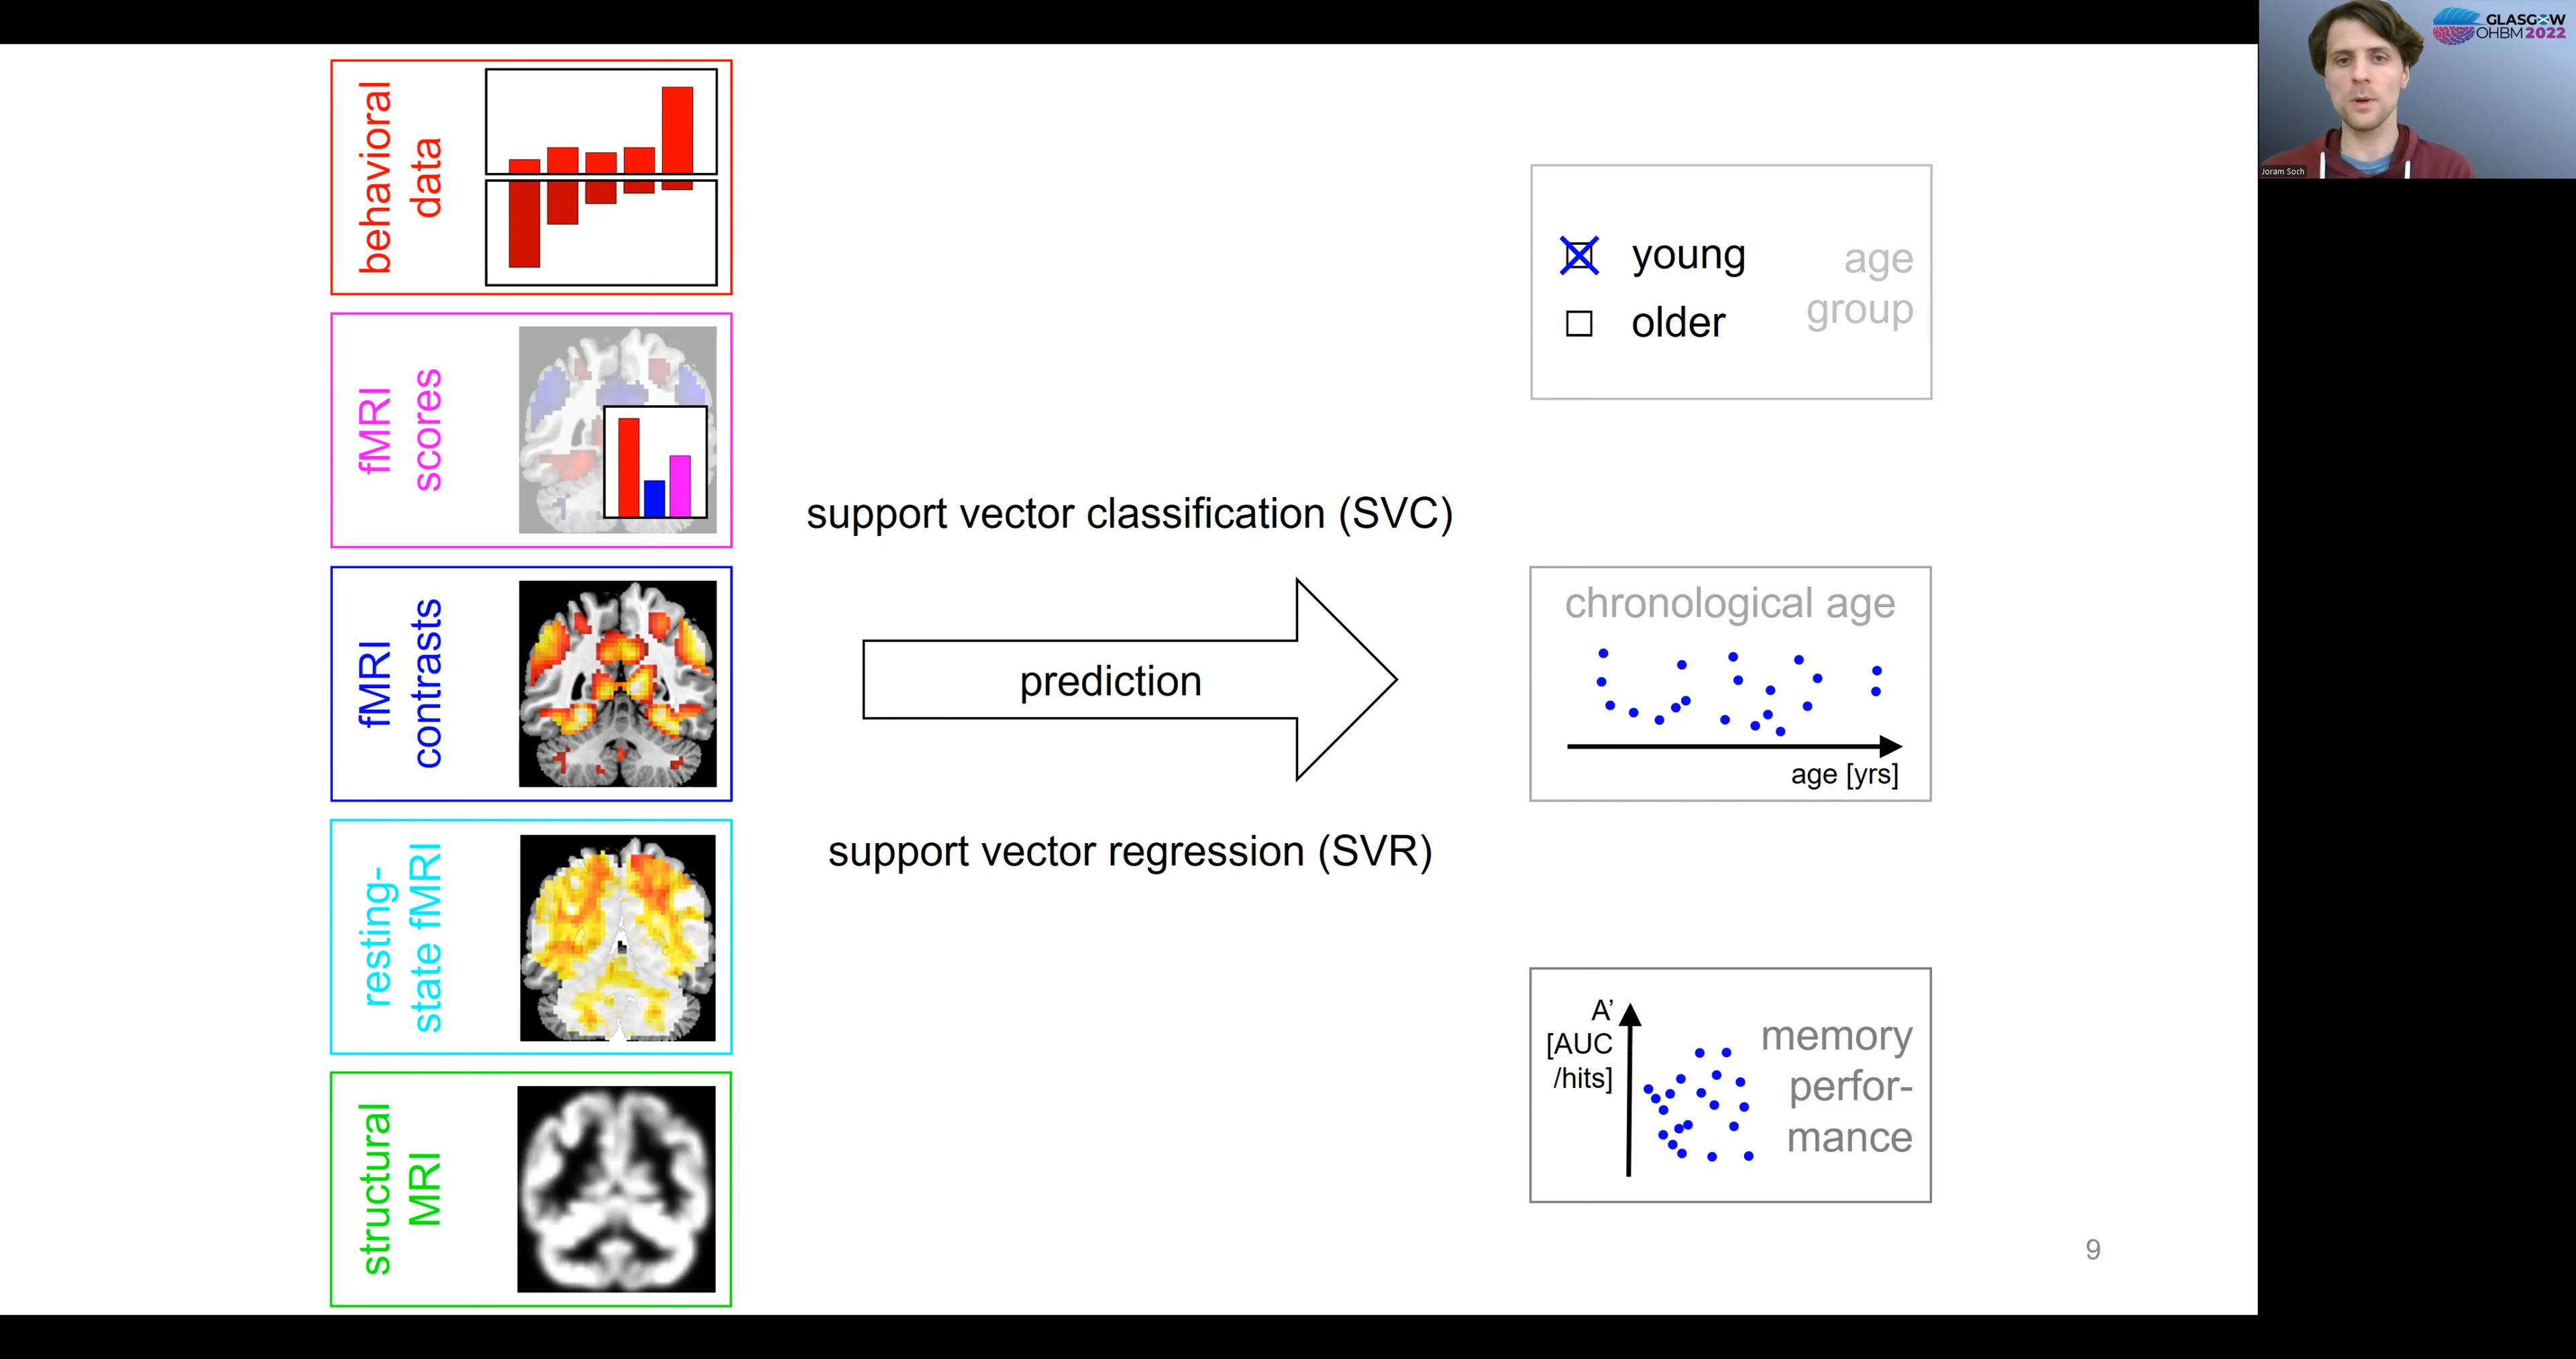 behavioral
data
fMRI
scores
fMRI
contrasts
resting-
state fMRI
structural
MRI
support vector classification (SVC)
prediction
support vector regression (SVR)
young
older
age
group
chronological age
age [yrs]
A’
[AUC
/hits]
memory
perfor-
mance
9
GLASGOW
OHBM 2022
Joram Soch